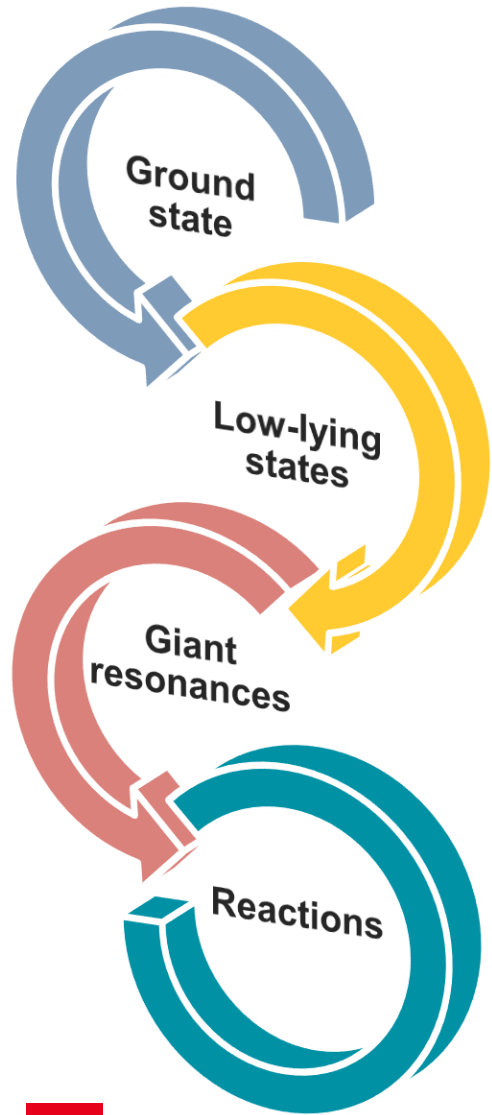 Ground
state
Low-lying
states
Giant
resonances
Reactions